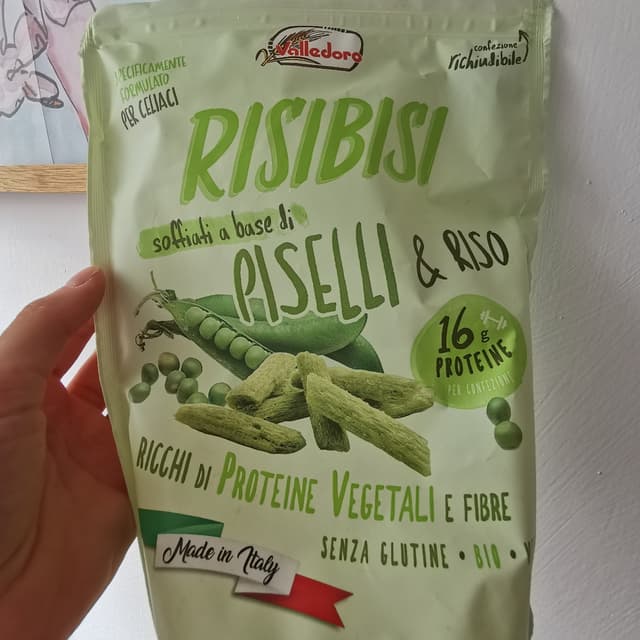 Valledoro
confezione
richiudibile
SPECIFICAMENTE
FORMULATO
PER CELIACI
RISIBISI
soffiati a base di
PISELLI & RISO
16 g
PROTEINE
PER CONFEZIONE
RICCHI DI PROTEINE VEGETALI E FIBRE
Made in Italy
SENZA GLUTINE • BIO •